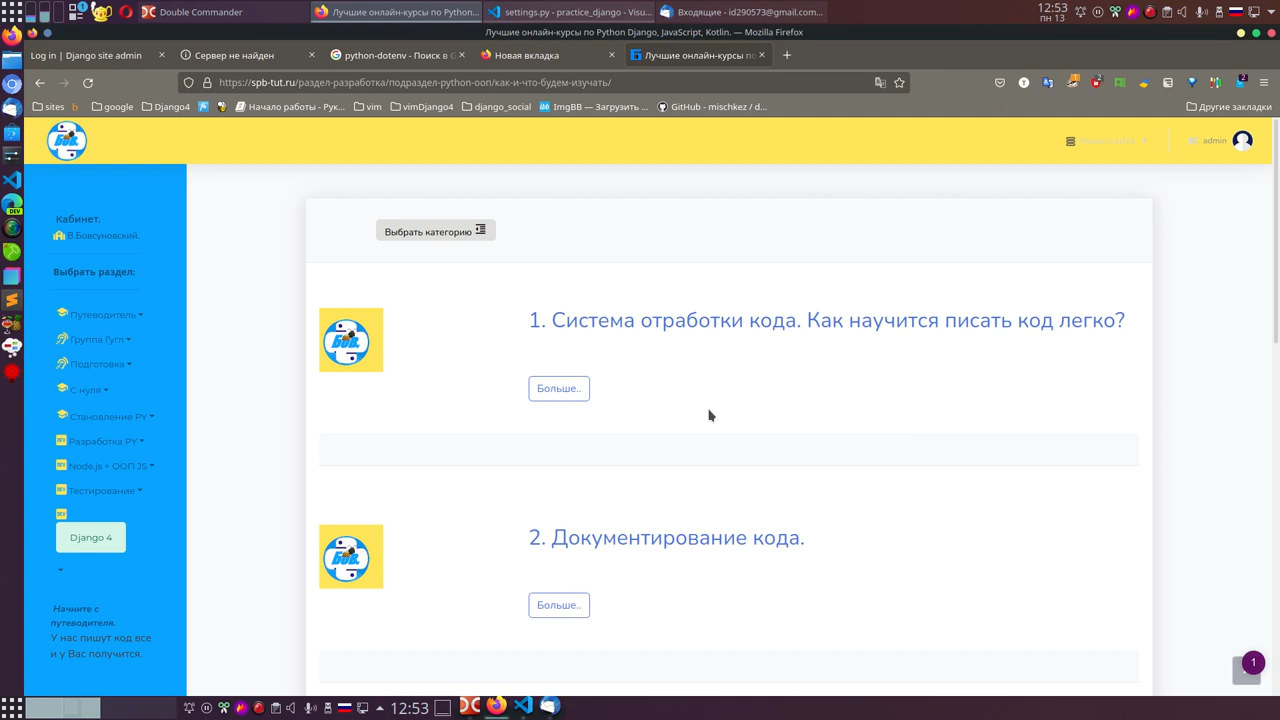 12:53
пн 13
Double Commander
Лучшие онлайн-курсы по Python...
settings.py - practice_django - Visu...
Входящие - id290573@gmail.com...
Лучшие онлайн-курсы по Python Django, JavaScript, Kotlin. — Mozilla Firefox
Log in | Django site admin
Сервер не найден
python-dotenv - Поиск в G
Новая вкладка
Лучшие онлайн-курсы по
https://spb-tut.ru/раздел-разработка/подраздел-python-ооп/как-и-что-будем-изучать/
sites
google
Django4
Начало работы - Рук...
vim
vimDjango4
django_social
ImgBB — Загрузить ...
GitHub - mischkez / d...
Другие закладки
БОВ.
admin
Кабинет.
В.Бовсуновский.
Выбрать раздел:
Путеводитель
Группа Гугл
Подготовка
С нуля
Становление PY
Разработка PY
Node.js + ООП JS
Тестирование
Django 4
Начните с
путеводителя.
У нас пишут код все
и у Вас получится.
Выбрать категорию
БОВ.
1. Система отработки кода. Как научится писать код легко?
Больше..
БОВ.
2. Документирование кода.
Больше..
1
12:53